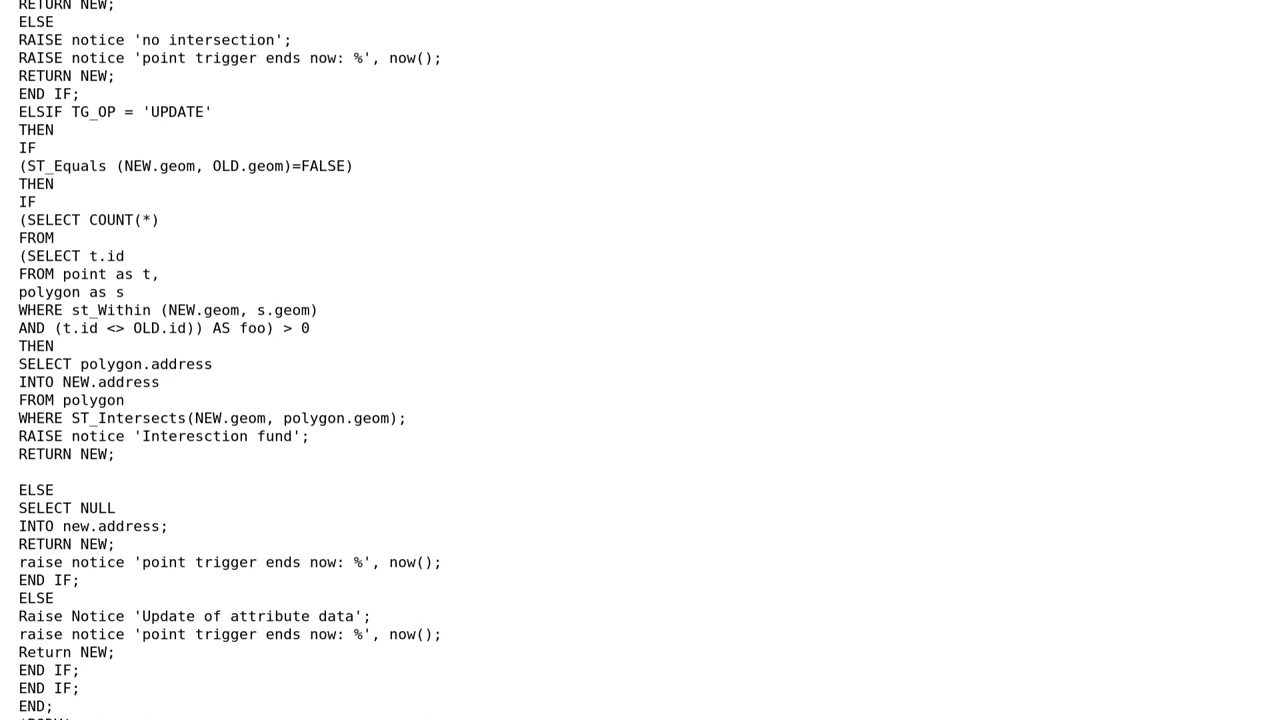 RETURN NEW;
ELSE
RAISE notice 'no intersection';
RAISE notice 'point trigger ends now: %', now();
RETURN NEW;
END IF;
ELSIF TG_OP = 'UPDATE'
THEN
IF
(ST_Equals (NEW.geom, OLD.geom)=FALSE)
THEN
IF
(SELECT COUNT(*)
FROM
(SELECT t.id
FROM point as t,
polygon as s
WHERE st_Within (NEW.geom, s.geom)
AND (t.id <> OLD.id)) AS foo) > 0
THEN
SELECT polygon.address
INTO NEW.address
FROM polygon
WHERE ST_Intersects(NEW.geom, polygon.geom);
RAISE notice 'Interesction fund';
RETURN NEW;
ELSE
SELECT NULL
INTO new.address;
RETURN NEW;
raise notice 'point trigger ends now: %', now();
END IF;
ELSE
Raise Notice 'Update of attribute data';
raise notice 'point trigger ends now: %', now();
Return NEW;
END IF;
END IF;
END;